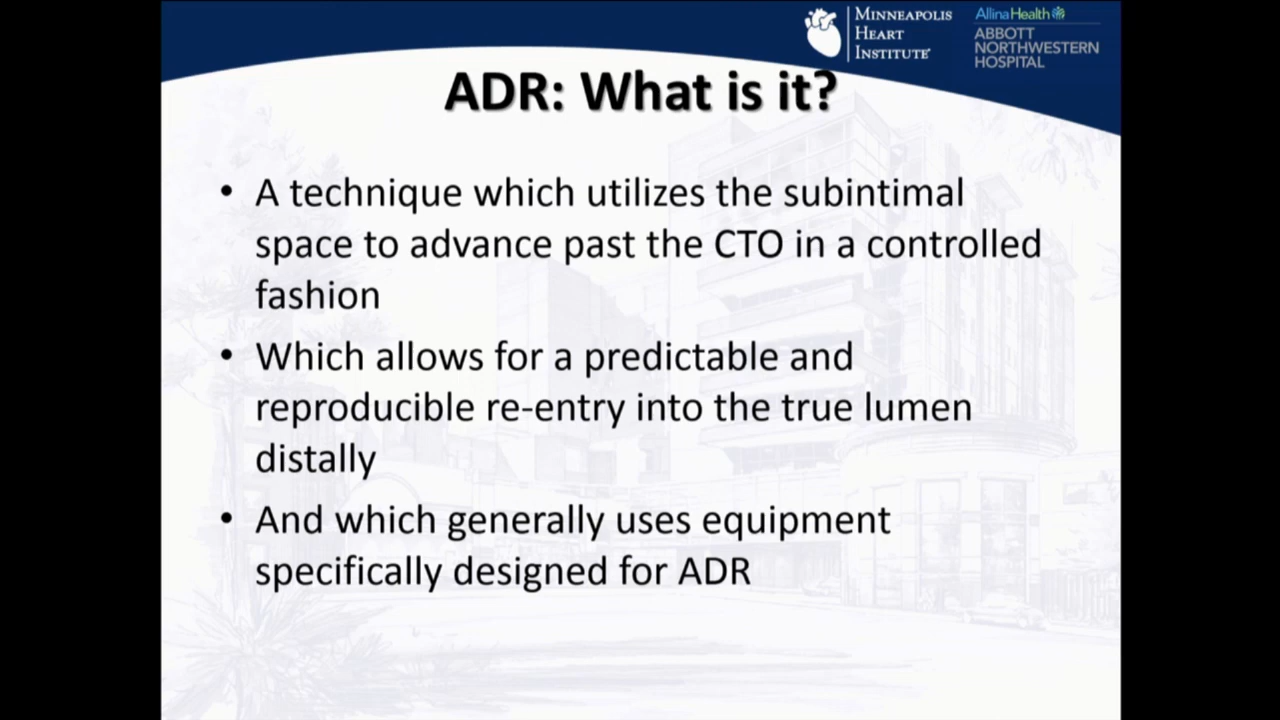 MINNEAPOLIS
HEART
INSTITUTE
AllinaHealth
ABBOTT
NORTHWESTERN
HOSPITAL
ADR: What is it?
• A technique which utilizes the subintimal
space to advance past the CTO in a controlled
fashion
• Which allows for a predictable and
reproducible re-entry into the true lumen
distally
• And which generally uses equipment
specifically designed for ADR